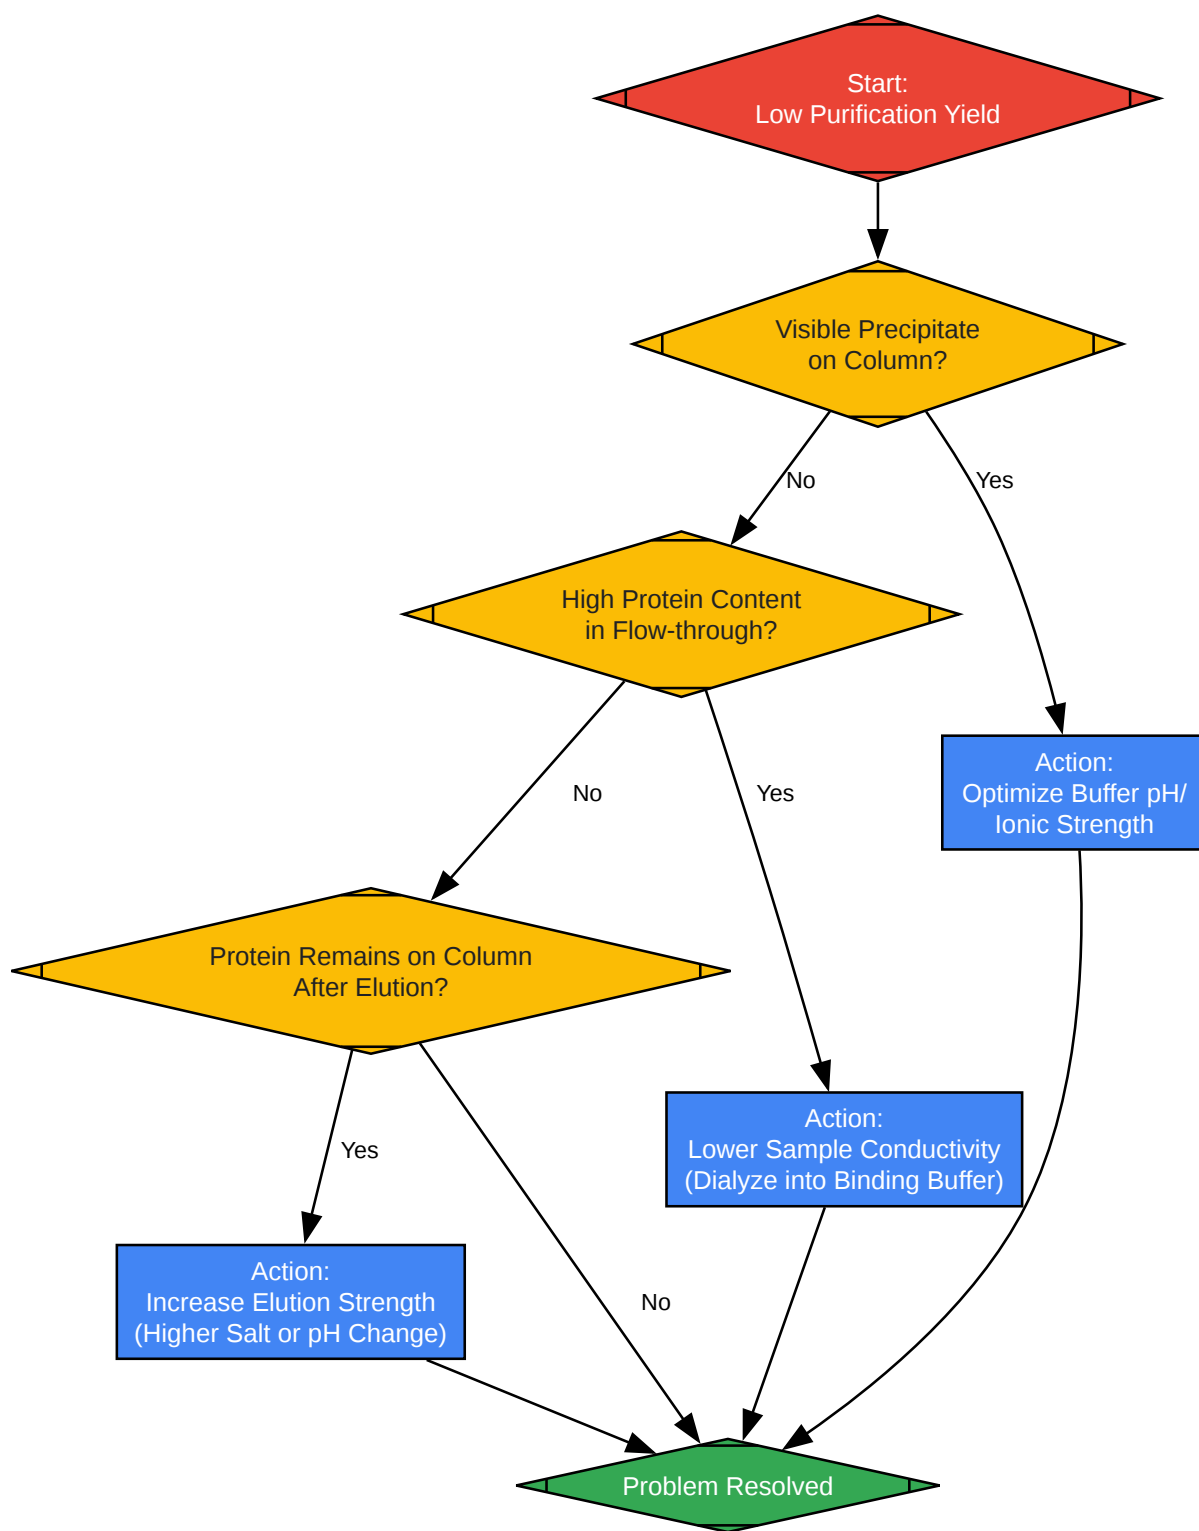 Start:
Low Purification Yield
Visible Precipitate
on Column?
No
Yes
High Protein Content
in Flow-through?
No
Yes
Action:
Optimize Buffer pH/
Ionic Strength
Protein Remains on Column
After Elution?
Action:
Lower Sample Conductivity
(Dialyze into Binding Buffer)
Yes
No
Action:
Increase Elution Strength
(Higher Salt or pH Change)
Problem Resolved